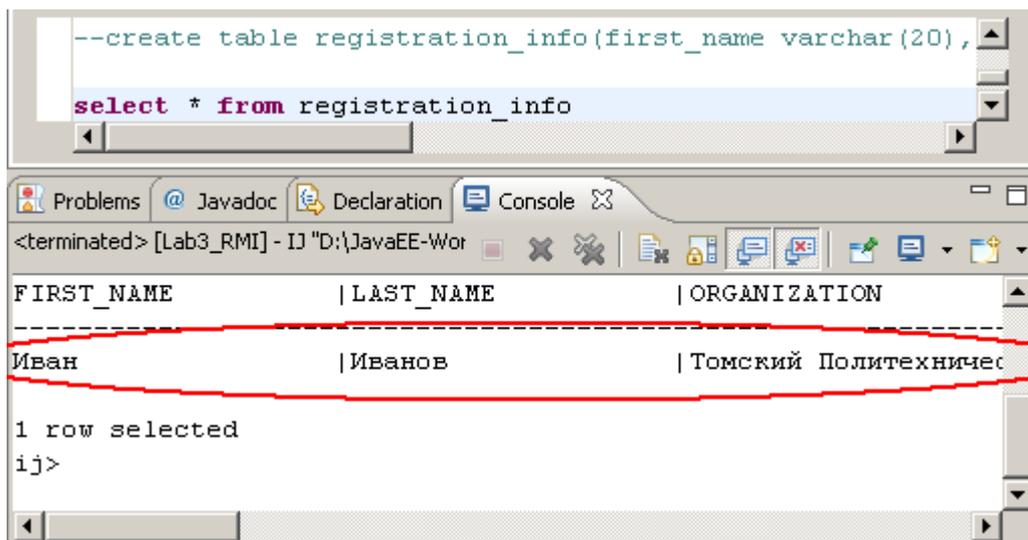 --create table registration_info(first_name varchar(20),
select * from registration_info
Problems @ Javadoc Declaration Console
<terminated> [Lab3_RMI] - IJ "D:\JavaEE-Wor
FIRST_NAME |LAST_NAME |ORGANIZATION
Иван |Иванов |Томский Политехничес
1 row selected
ij>